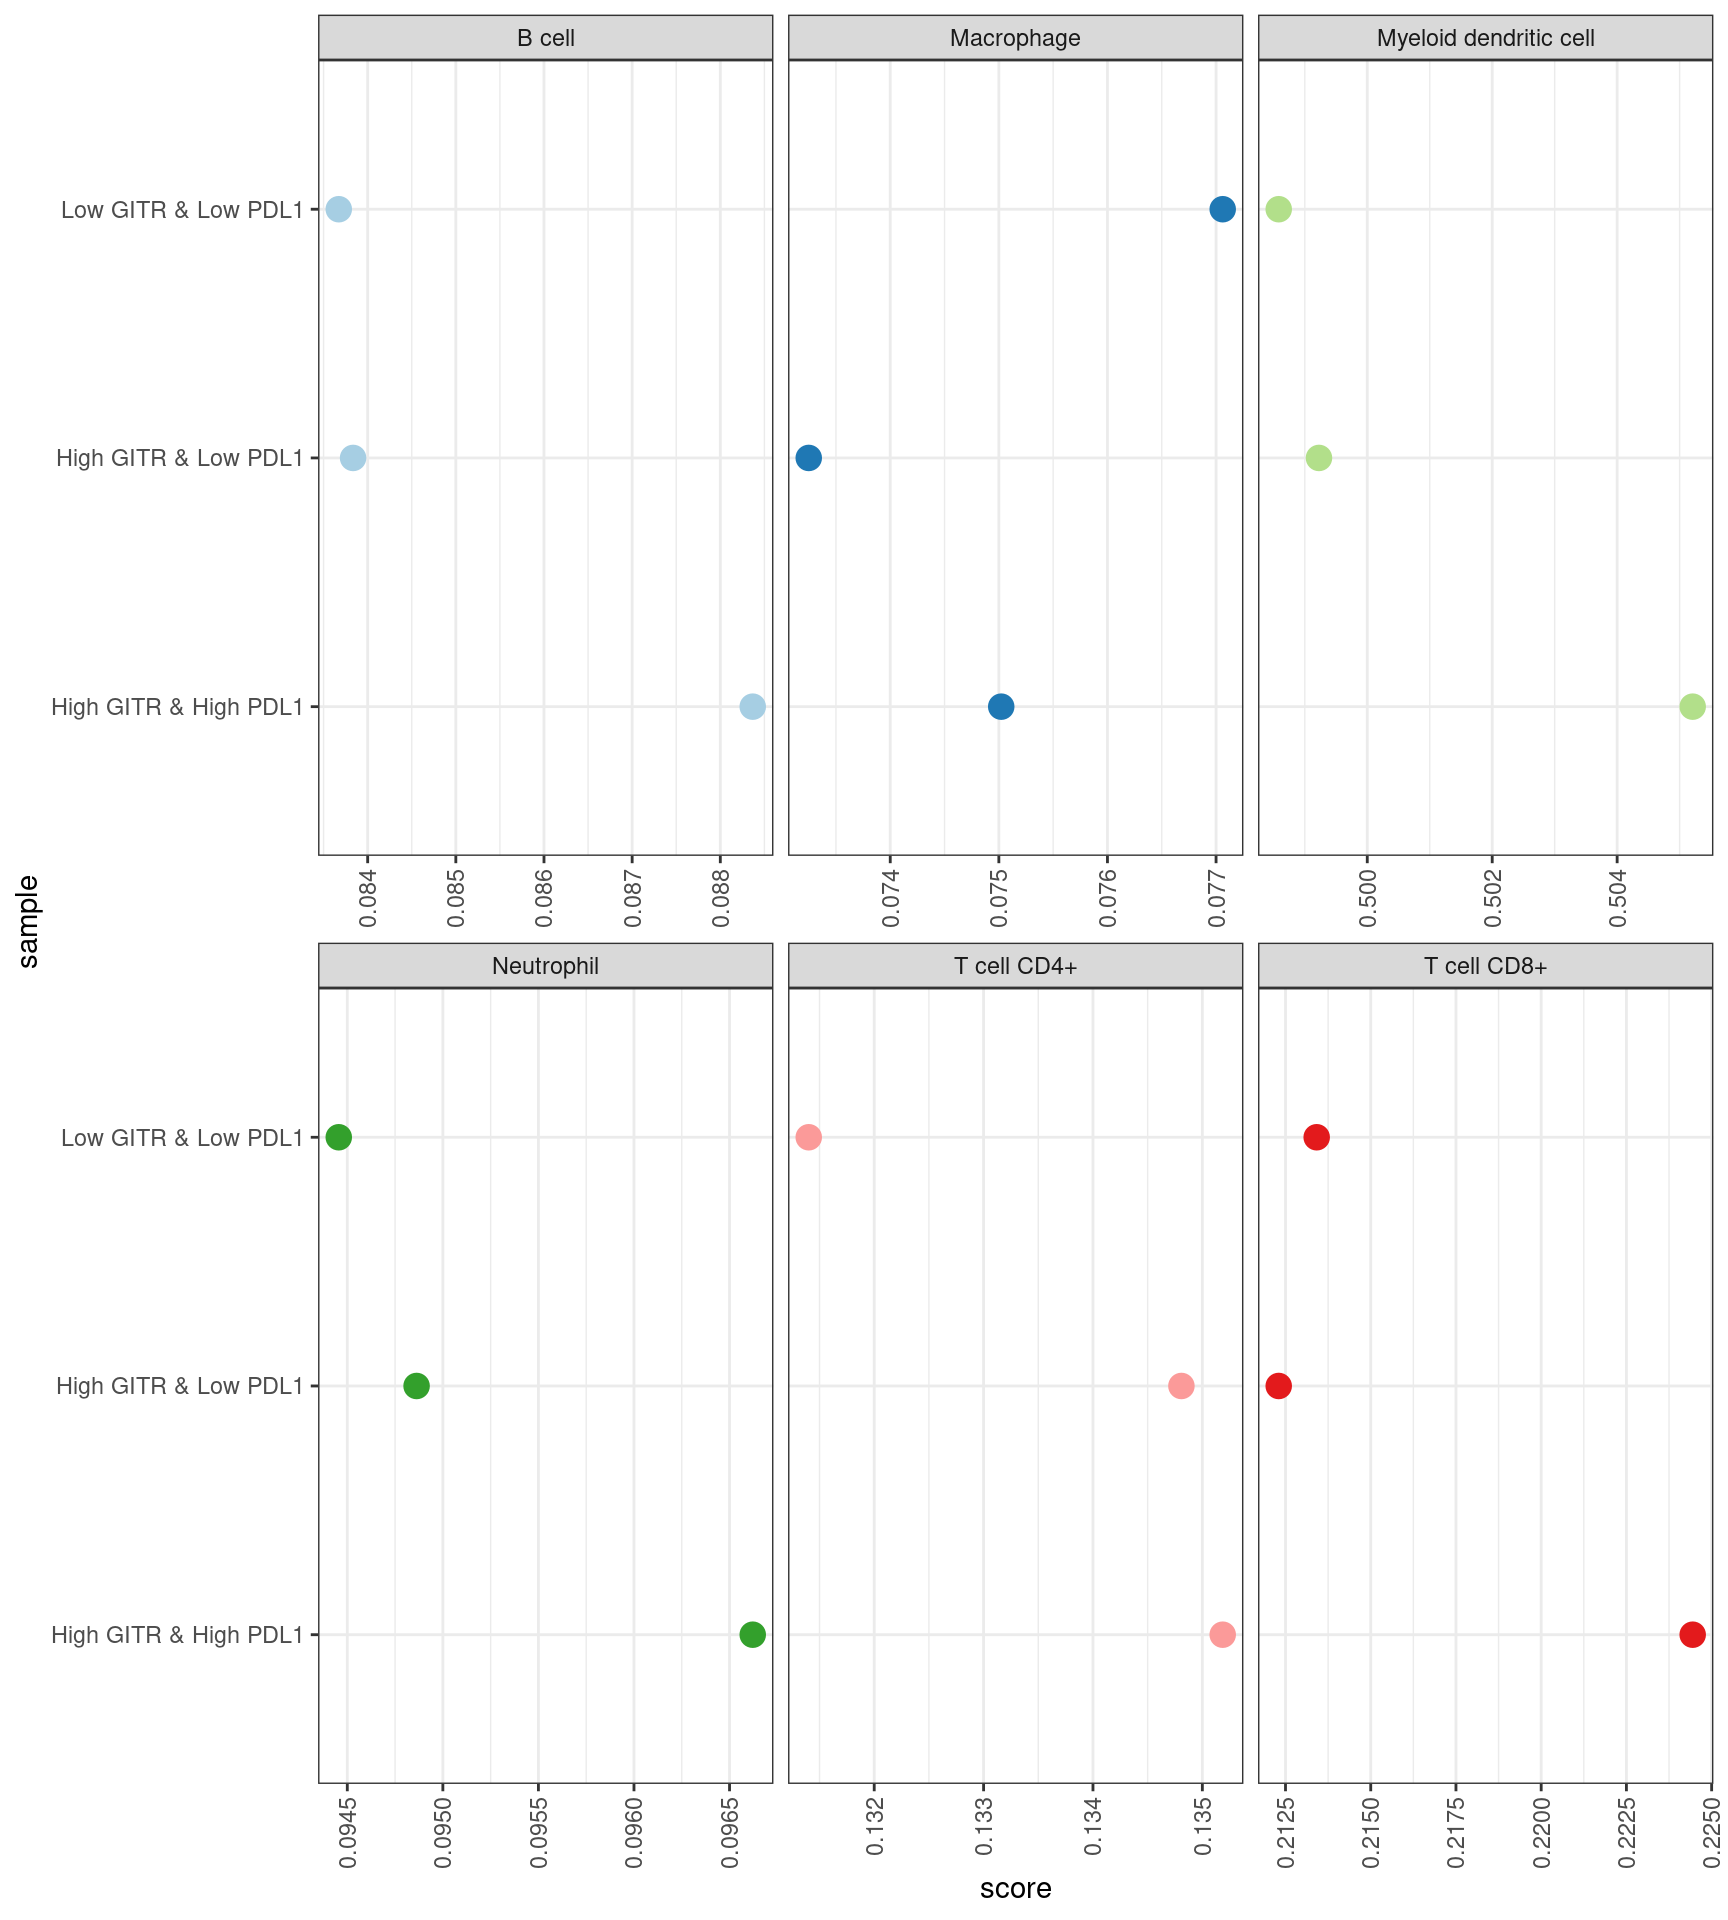 B cell
Macrophage
Myeloid dendritic cell
Low GITR & Low PDL1
High GITR & Low PDL1
High GITR & High PDL1
0.084
0.085
0.086
0.087
0.088
0.074
0.075
0.076
0.077
0.500
0.502
0.504
sample
Neutrophil
T cell CD4+
T cell CD8+
Low GITR & Low PDL1
High GITR & Low PDL1
High GITR & High PDL1
0.0945
0.0950
0.0955
0.0960
0.0965
0.132
0.133
0.134
0.135
0.2125
0.2150
0.2175
0.2200
0.2225
0.2250
score